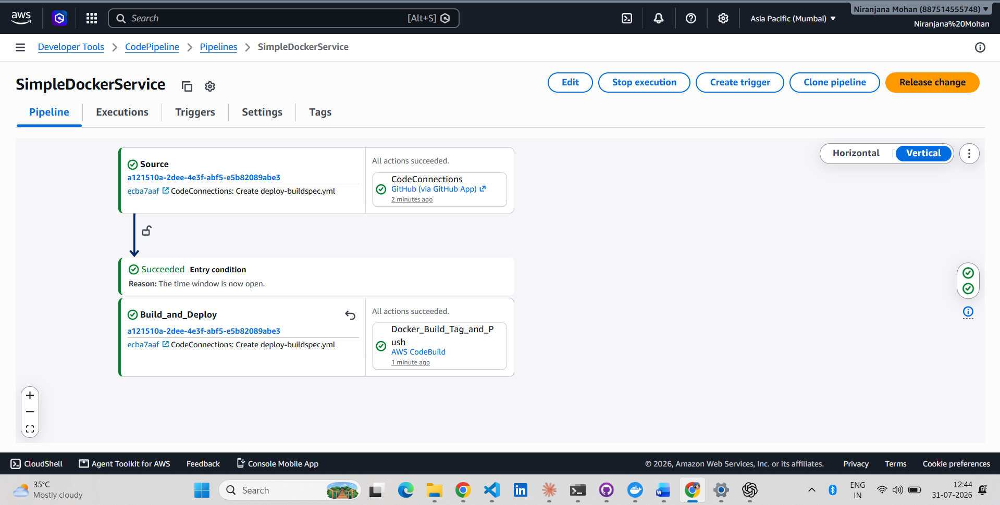 aws
Search
[Alt+S]
Asia Pacific (Mumbai)
Niranjana Mohan (887514555748)
Niranjana%20Mohan
Developer Tools
CodePipeline
Pipelines
SimpleDockerService
SimpleDockerService
Edit
Stop execution
Create trigger
Clone pipeline
Release change
Pipeline
Executions
Triggers
Settings
Tags
Horizontal
Vertical
Source
a121510a-2dee-4e3f-abf5-e5b82089abe3
ecba7aaf CodeConnections: Create deploy-buildspec.yml
All actions succeeded.
CodeConnections
GitHub (via GitHub App)
2 minutes ago
Succeeded Entry condition
Reason: The time window is now open.
Build_and_Deploy
a121510a-2dee-4e3f-abf5-e5b82089abe3
ecba7aaf CodeConnections: Create deploy-buildspec.yml
All actions succeeded.
Docker_Build_Tag_and_P
ush
AWS CodeBuild
1 minute ago
CloudShell
Agent Toolkit for AWS
Feedback
Console Mobile App
© 2026, Amazon Web Services, Inc. or its affiliates.
Privacy
Terms
Cookie preferences
35°C
Mostly cloudy
Search
ENG
IN
12:44
31-07-2026